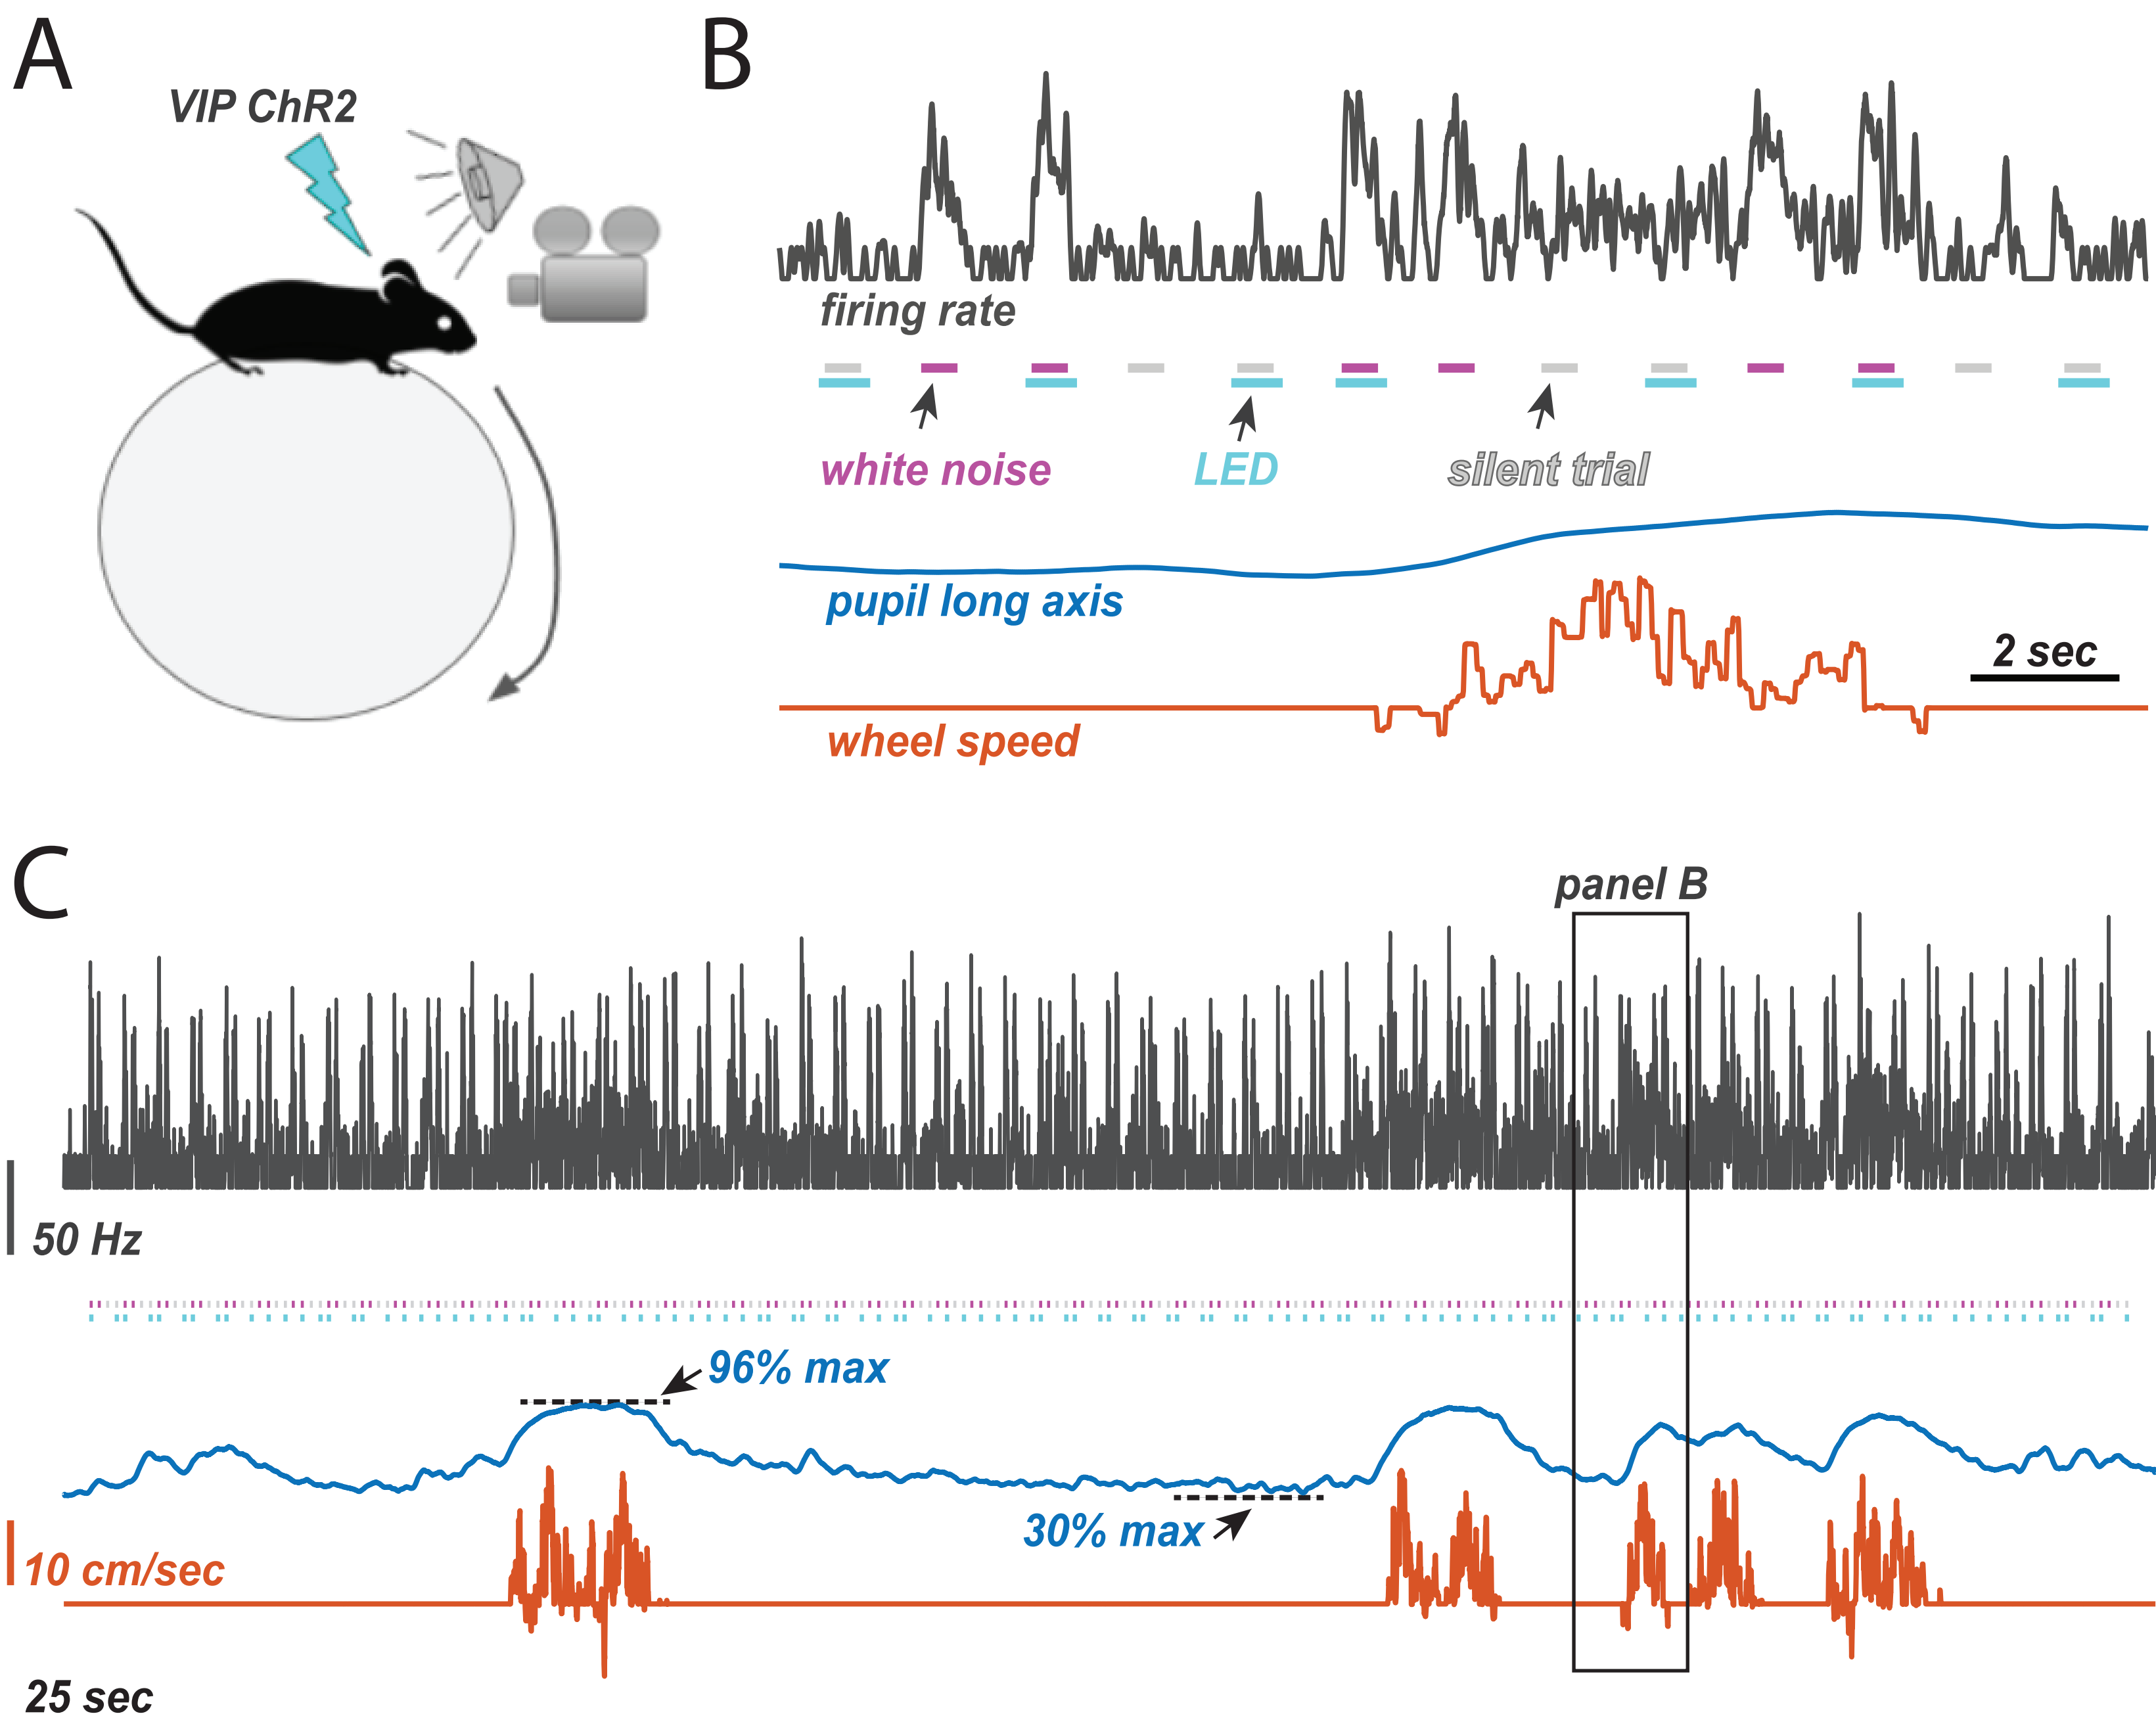 A
VIP ChR2
B
firing rate
white noise
LED
silent trial
pupil long axis
2 sec
wheel speed
C
panel B
50 Hz
96% max
30% max
10 cm/sec
25 sec